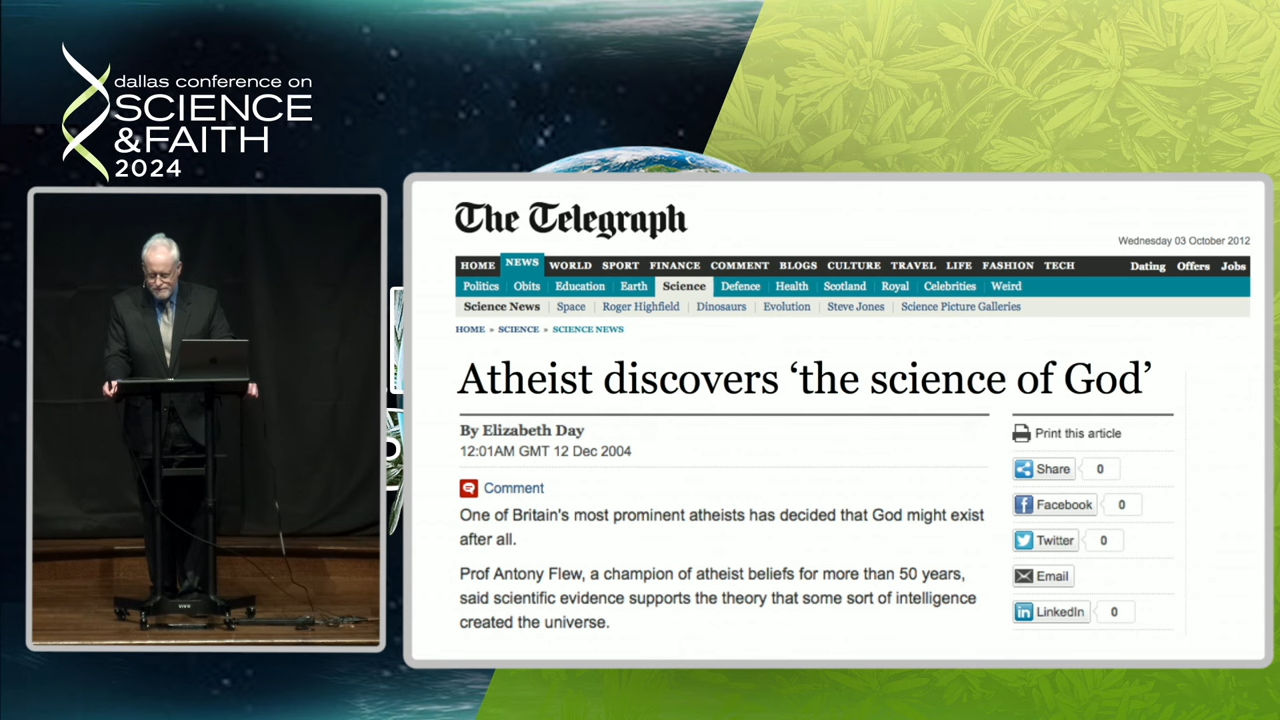 dallas conference on
SCIENCE
&FAITH
2024
The Telegraph
Wednesday 03 October 2012
HOME NEWS WORLD SPORT FINANCE COMMENT BLOGS CULTURE TRAVEL LIFE FASHION TECH Dating Offers Jobs
Politics Obits Education Earth Science Defence Health Scotland Royal Celebrities Weird
Science News Space Roger Highfield Dinosaurs Evolution Steve Jones Science Picture Galleries
HOME » SCIENCE » SCIENCE NEWS
Atheist discovers ‘the science of God’
By Elizabeth Day
12:01AM GMT 12 Dec 2004
Comment
One of Britain's most prominent atheists has decided that God might exist
after all.
Prof Antony Flew, a champion of atheist beliefs for more than 50 years,
said scientific evidence supports the theory that some sort of intelligence
created the universe.
Print this article
Share 0
Facebook 0
Twitter 0
Email
in LinkedIn 0